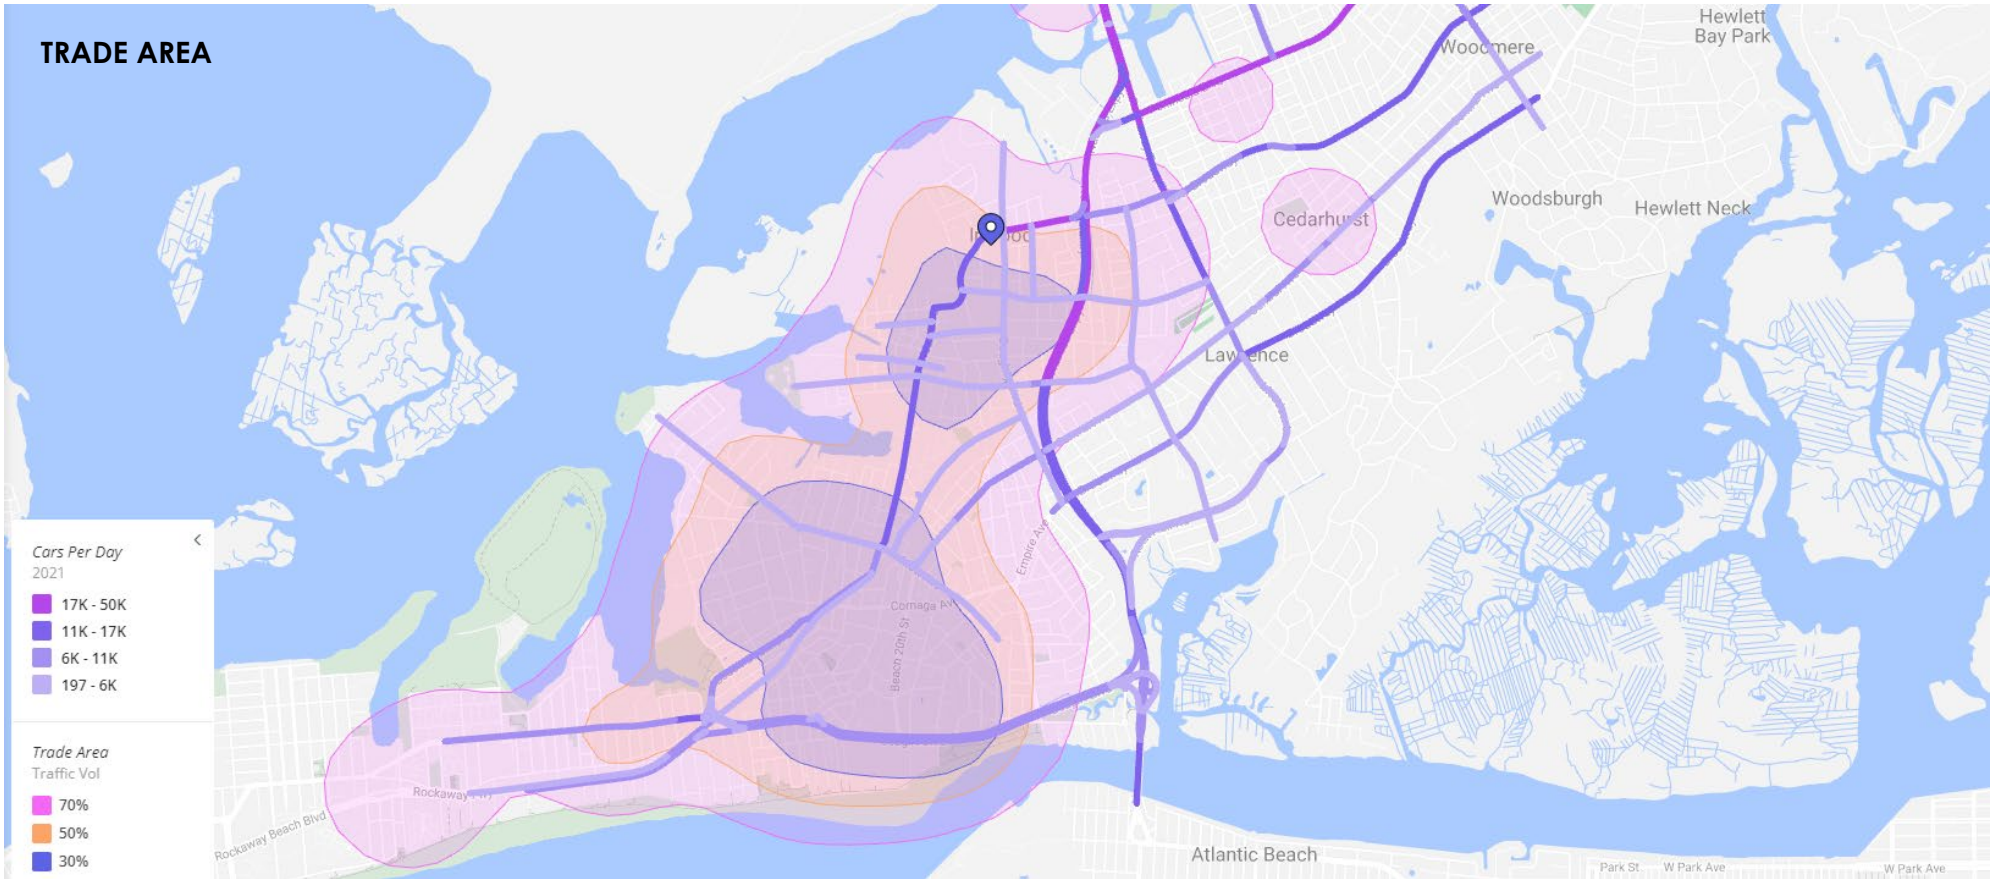 TRADE AREA
Hewlett
Bay Park
Woodmere
Woodsburgh
Hewlett Neck
Cedarhurst
Lawrence
Empire Ave
Cornaga Ave
Beach 20th St
Rockaway
Rockaway Beach Blvd
Atlantic Beach
Park St
W Park Ave
W Park Ave
Cars Per Day
2021
17K - 50K
11K - 17K
6K - 11K
197 - 6K
Trade Area
Traffic Vol
70%
50%
30%